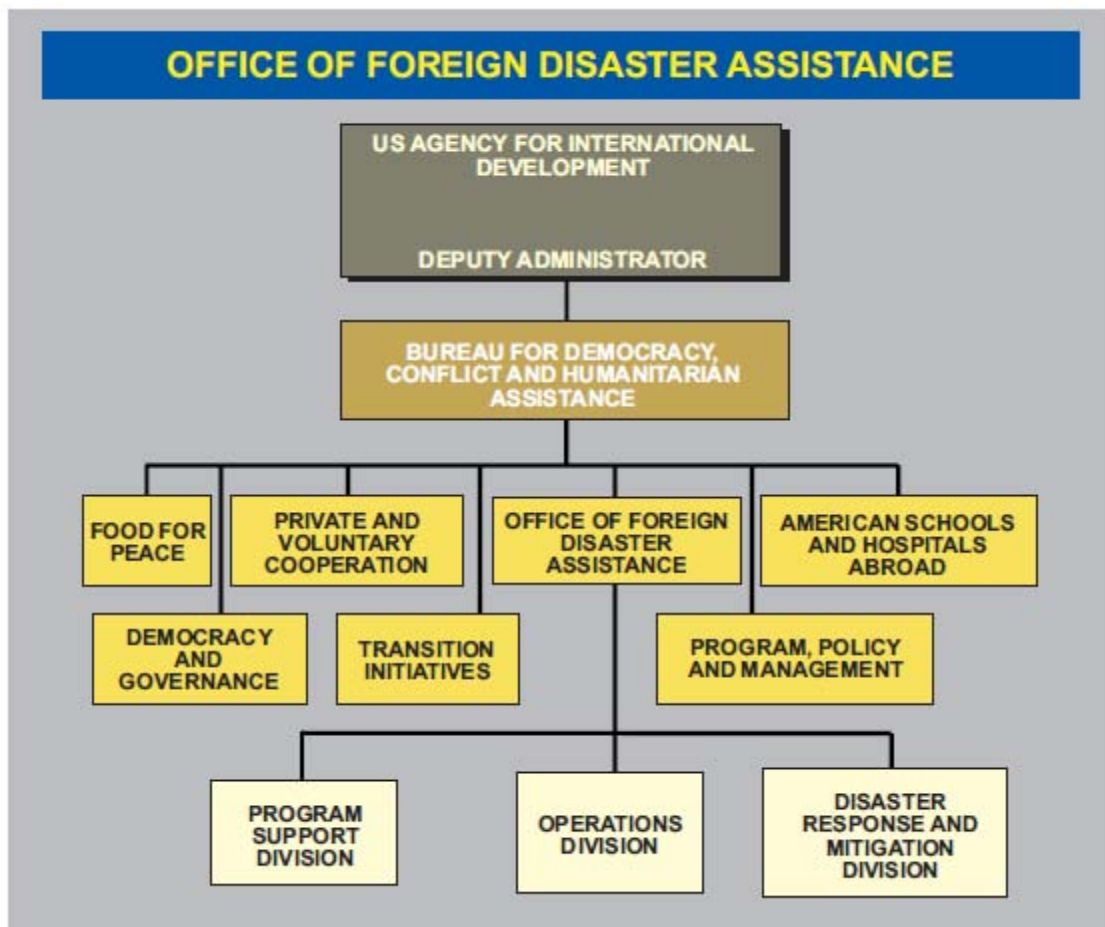 OFFICE OF FOREIGN DISASTER ASSISTANCE
US AGENCY FOR INTERNATIONAL
DEVELOPMENT
DEPUTY ADMINISTRATOR
BUREAU FOR DEMOCRACY,
CONFLICT AND HUMANITARIAN
ASSISTANCE
FOOD FOR
PEACE
PRIVATE AND
VOLUNTARY
COOPERATION
OFFICE OF FOREIGN
DISASTER
ASSISTANCE
AMERICAN SCHOOLS
AND HOSPITALS
ABROAD
DEMOCRACY
AND
GOVERNANCE
TRANSITION
INITIATIVES
PROGRAM, POLICY
AND MANAGEMENT
PROGRAM
SUPPORT
DIVISION
OPERATIONS
DIVISION
DISASTER
RESPONSE AND
MITIGATION
DIVISION